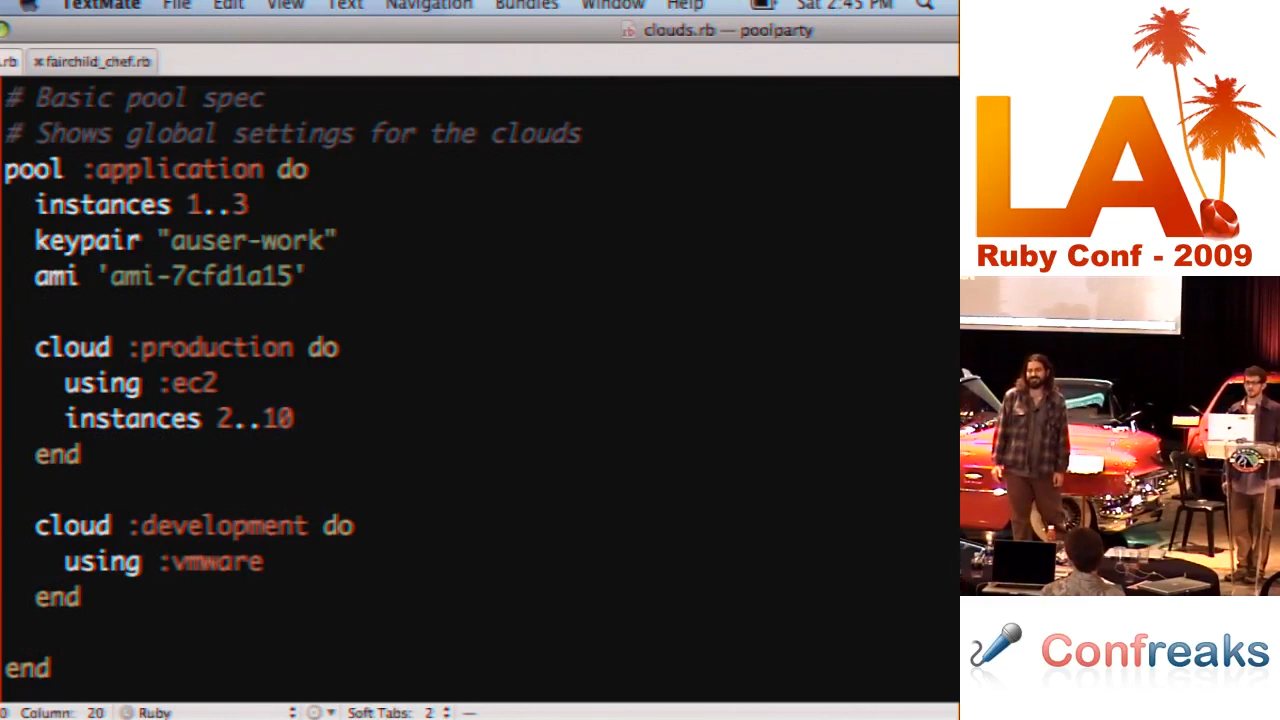 TextMate File Edit View Text Navigation Bundles Window Help Sat 2:45 PM
clouds.rb — poolparty
.rb fairchild_chef.rb
# Basic pool spec
# Shows global settings for the clouds
pool :application do
instances 1..3
keypair "auser-work"
ami 'ami-7cfd1a15'
cloud :production do
using :ec2
instances 2..10
end
cloud :development do
using :vmware
end
end
0 Column: 20 Ruby Soft Tabs: 2 —
LA
Ruby Conf - 2009
Confreaks